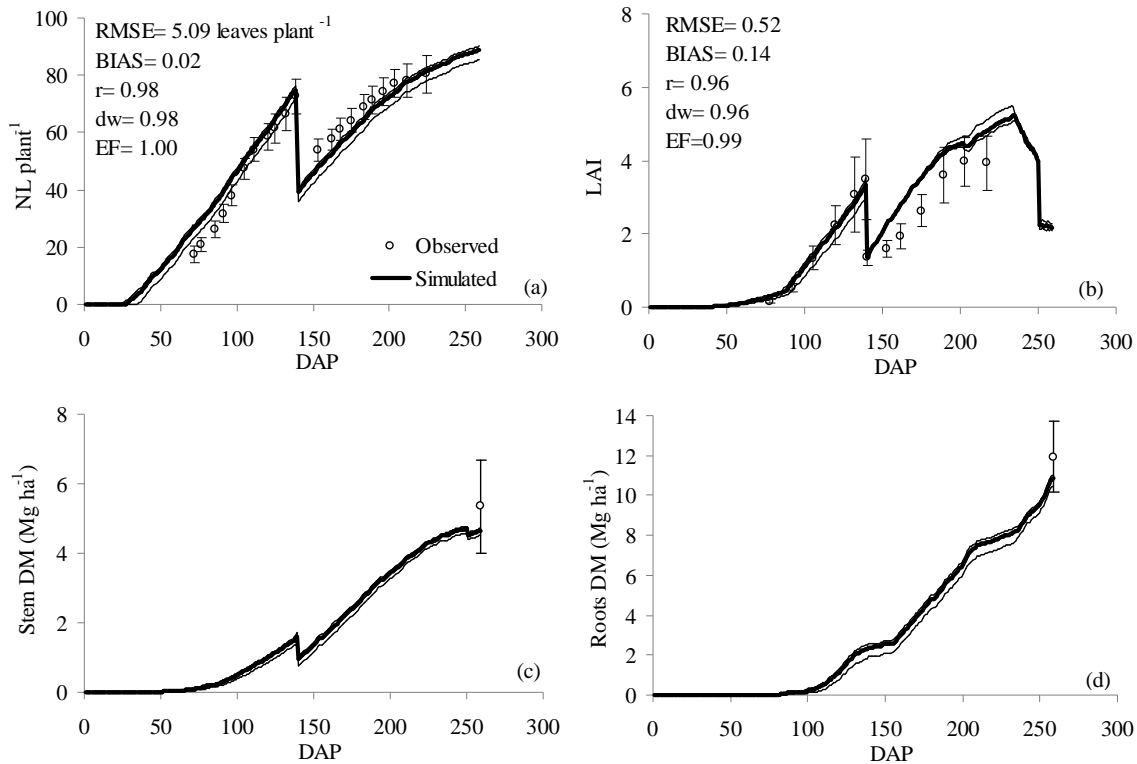 RMSE= 5.09 leaves plant -1
BIAS= 0.02
r= 0.98
dw= 0.98
EF= 1.00
NL plant-1
100
80
60
40
20
0
Observed
Simulated
(a)
0 50 100 150 200 250 300
DAP
RMSE= 0.52
BIAS= 0.14
r= 0.96
dw= 0.96
EF=0.99
LAI
8
6
4
2
0
(b)
0 50 100 150 200 250 300
DAP
Stem DM (Mg ha-1)
8
6
4
2
0
(c)
0 50 100 150 200 250 300
DAP
Roots DM (Mg ha-1)
14
12
10
8
6
4
2
0
(d)
0 50 100 150 200 250 300
DAP